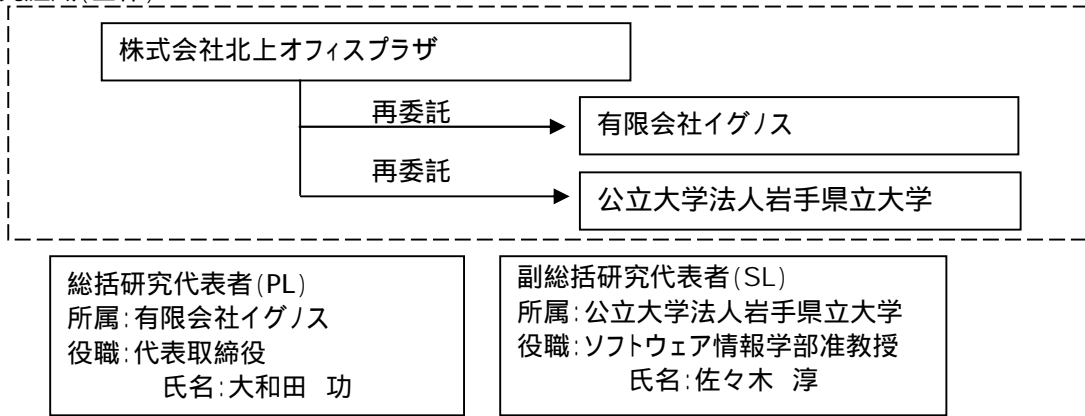 株式会社北上オフィスプラザ
再委託
有限会社イグノス
再委託
公立大学法人岩手県立大学
総括研究代表者(PL)
所属:有限会社イグノス
役職:代表取締役
氏名:大和田 功
副総括研究代表者(SL)
所属:公立大学法人岩手県立大学
役職:ソフトウェア情報学部准教授
氏名:佐々木 淳